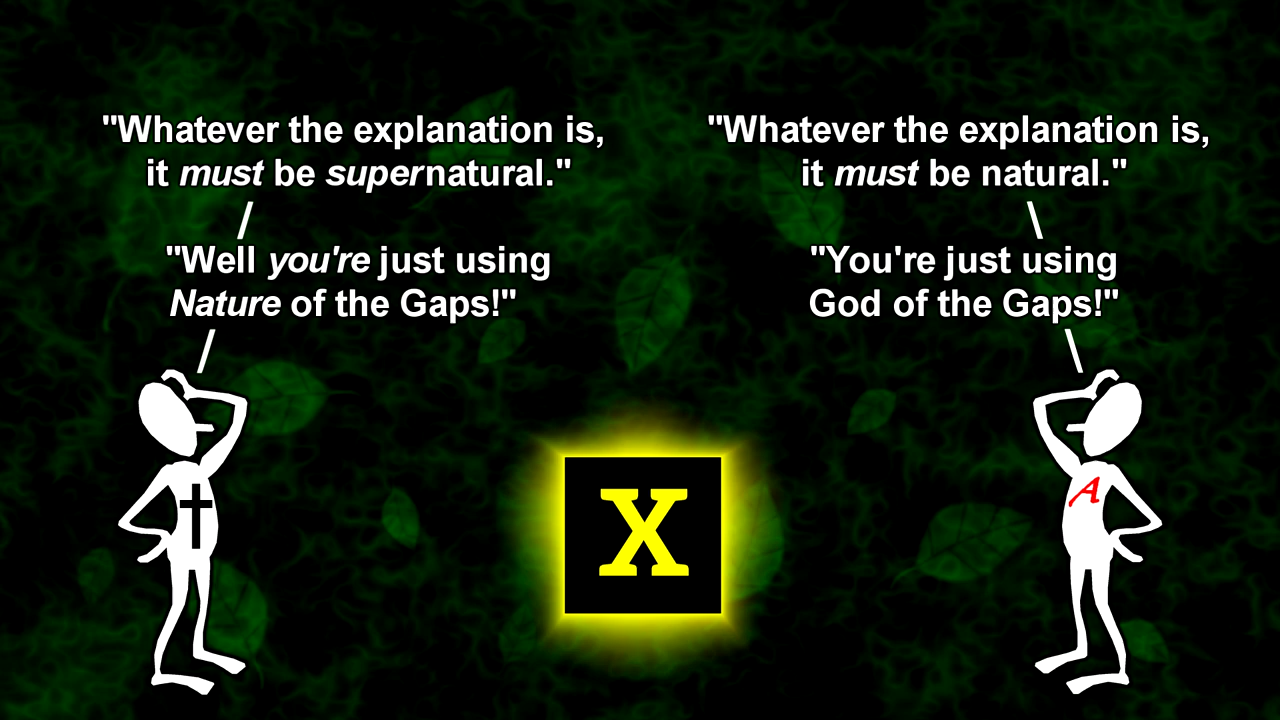 "Whatever the explanation is,
it must be supernatural."
"Well you're just using
Nature of the Gaps!"
"Whatever the explanation is,
it must be natural."
"You're just using
God of the Gaps!"
X
A